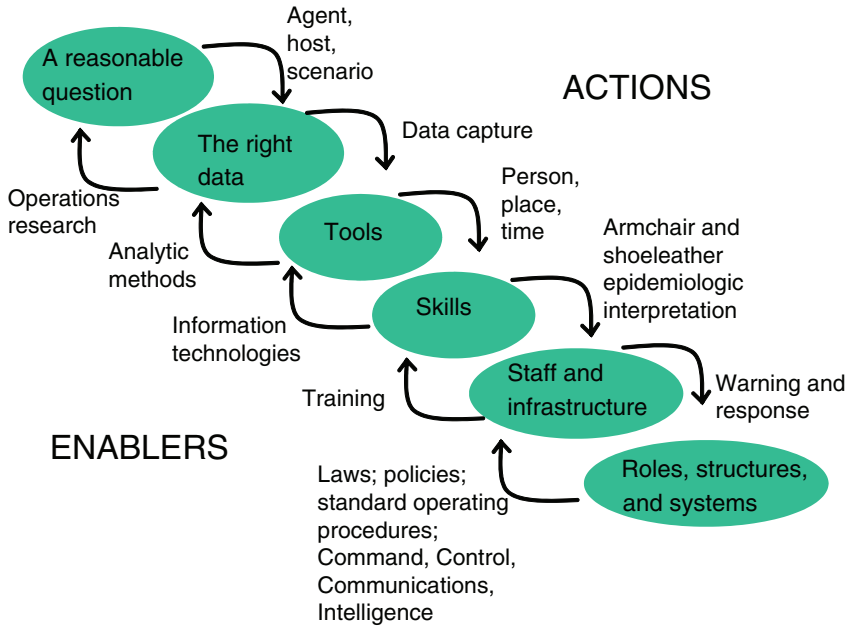 A reasonable
question
Agent,
host,
scenario
ACTIONS
The right
data
Data capture
Operations
research
Tools
Person,
place,
time
Analytic
methods
Armchair and
shoeleather
epidemiologic
interpretation
Skills
Information
technologies
Staff and
infrastructure
Training
Warning and
response
ENABLERS
Roles, structures,
and systems
Laws; policies;
standard operating
procedures;
Command, Control,
Communications,
Intelligence